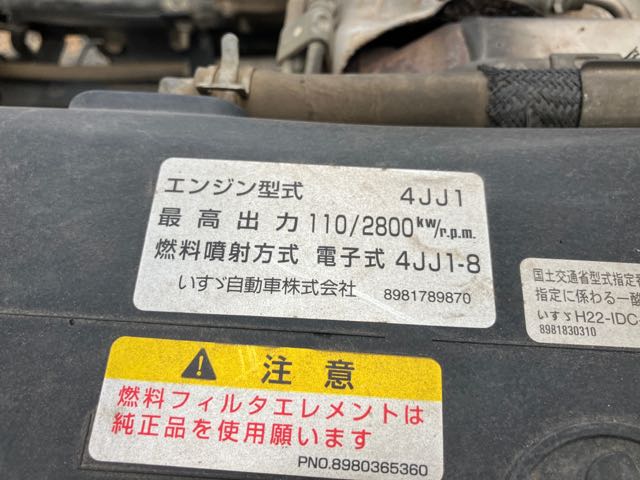 エンジン型式 4JJ1
最高出力 110/2800kw/r.p.m.
燃料噴射方式 電子式 4JJ1-8
いすゞ自動車株式会社 8981789870
国土交通省型式指定
指定に係わる一酸
いすゞH22-IDC-
8981830310
注意
燃料フィルタエレメントは
純正品を使用願います
PNO.8980365360